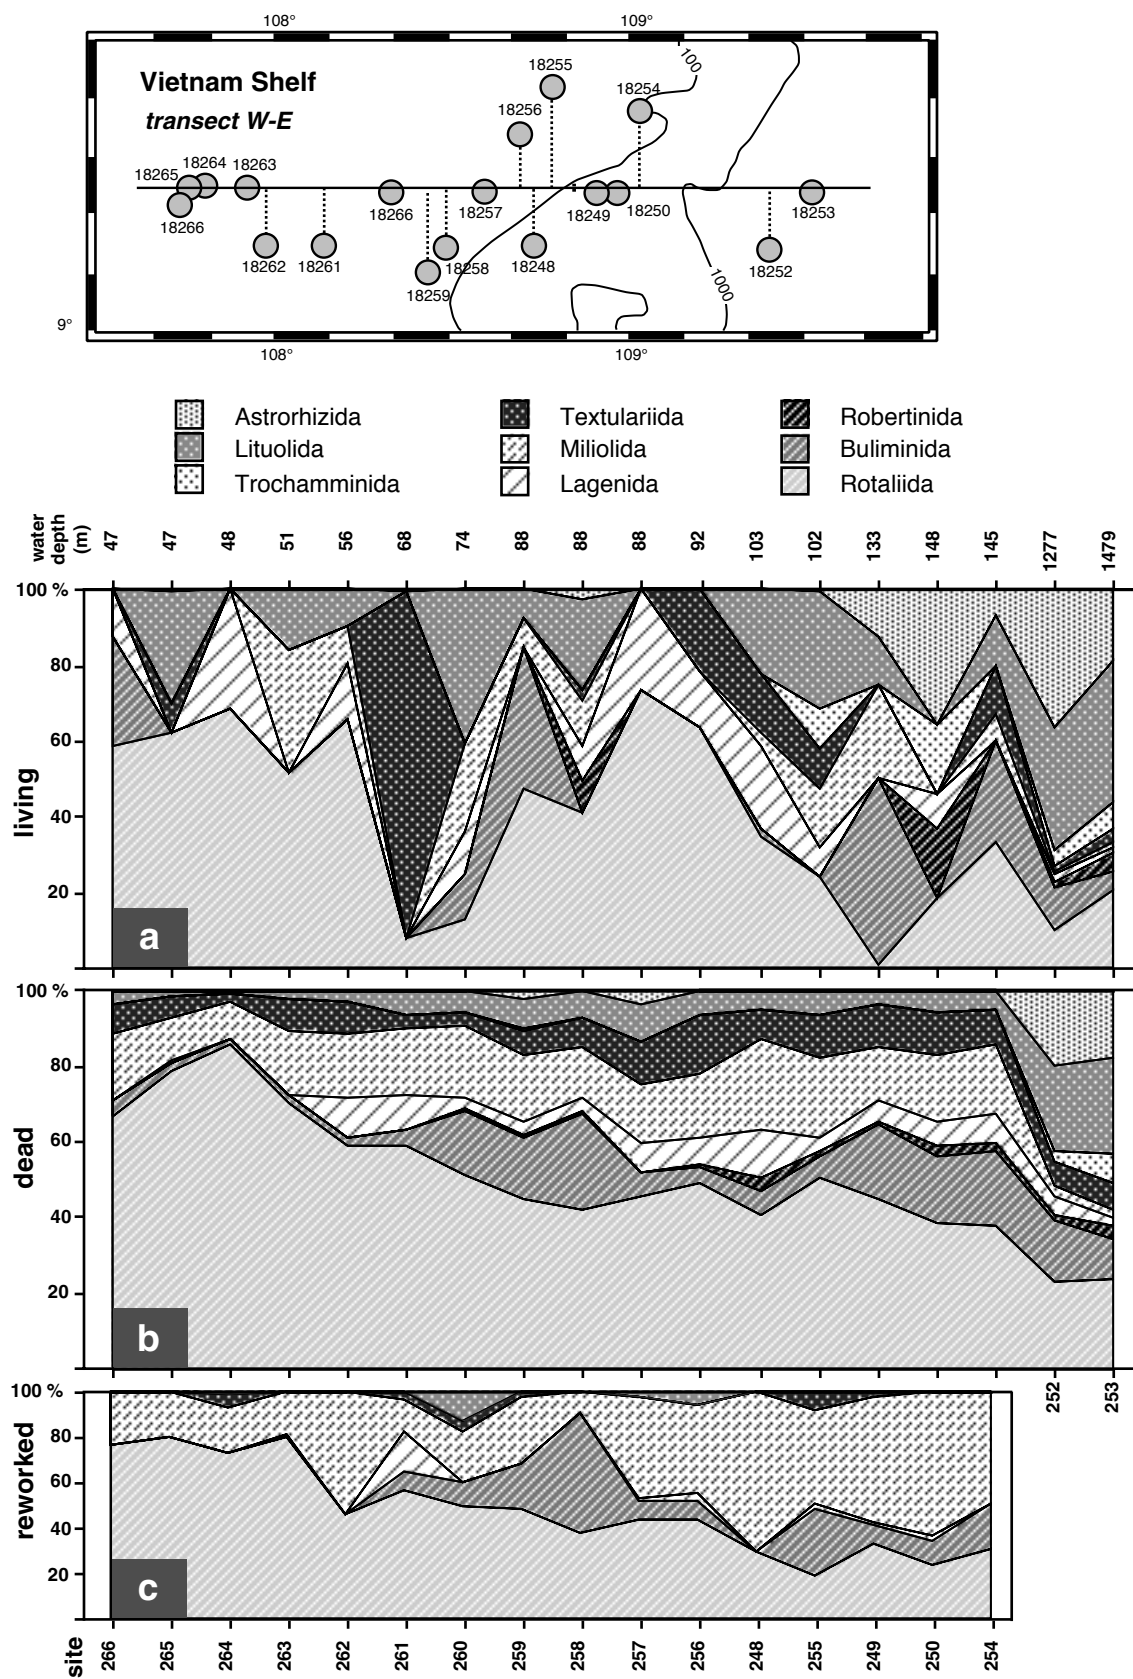 108° 109°
Vietnam Shelf
transect W-E
100
18255
18254
18256
18252
18265 18264 18263
18266
18266
18257
18249 18250
18253
18262 18261
18258
18248
18252
18259
1000
9°
108° 109°
Astrorhizida Textulariida Robertinida
Lituolida Miliolida Buliminida
Trochamminida Lagenida Rotaliida
water depth (m) 47 47 48 51 56 68 74 88 88 88 92 103 102 133 148 145 1277 1479
100 %
80
60
40
20
living
a
100 %
80
60
40
20
dead
b
252 253
100 %
80
60
40
20
reworked
c
site 266 265 264 263 262 261 260 259 258 257 256 248 255 249 250 254